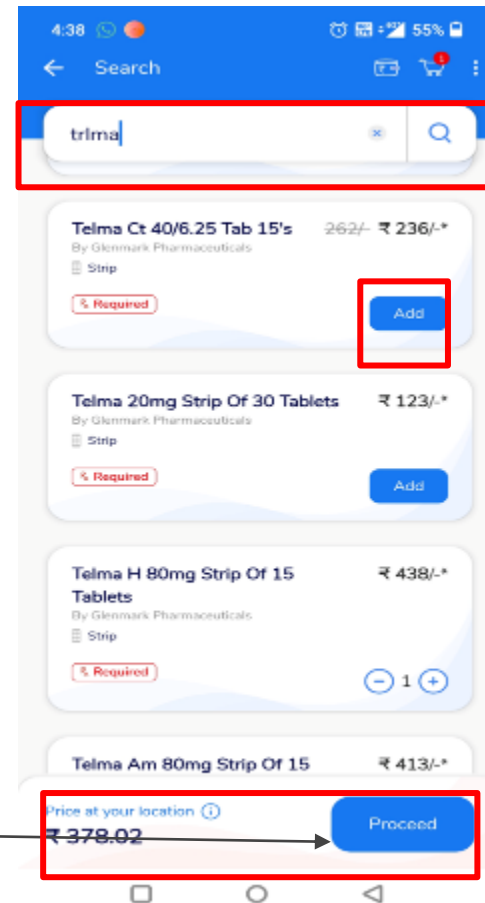 4:38 55%
Search 1
trlma
Telma Ct 40/6.25 Tab 15's 262/- ₹ 236/-*
By Glenmark Pharmaceuticals
Strip
Required
Add
Telma 20mg Strip Of 30 Tablets ₹ 123/-*
By Glenmark Pharmaceuticals
Strip
Required
Add
Telma H 80mg Strip Of 15 ₹ 438/-*
Tablets
By Glenmark Pharmaceuticals
Strip
Required
1
Telma Am 80mg Strip Of 15 ₹ 413/-*
Price at your location
₹ 378.02
Proceed